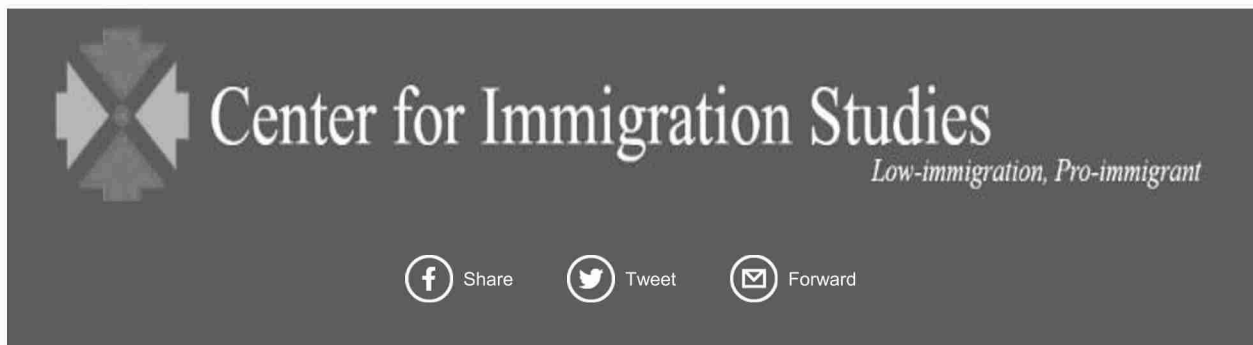 Center for Immigration Studies
Low-immigration, Pro-immigrant
Share Tweet Forward